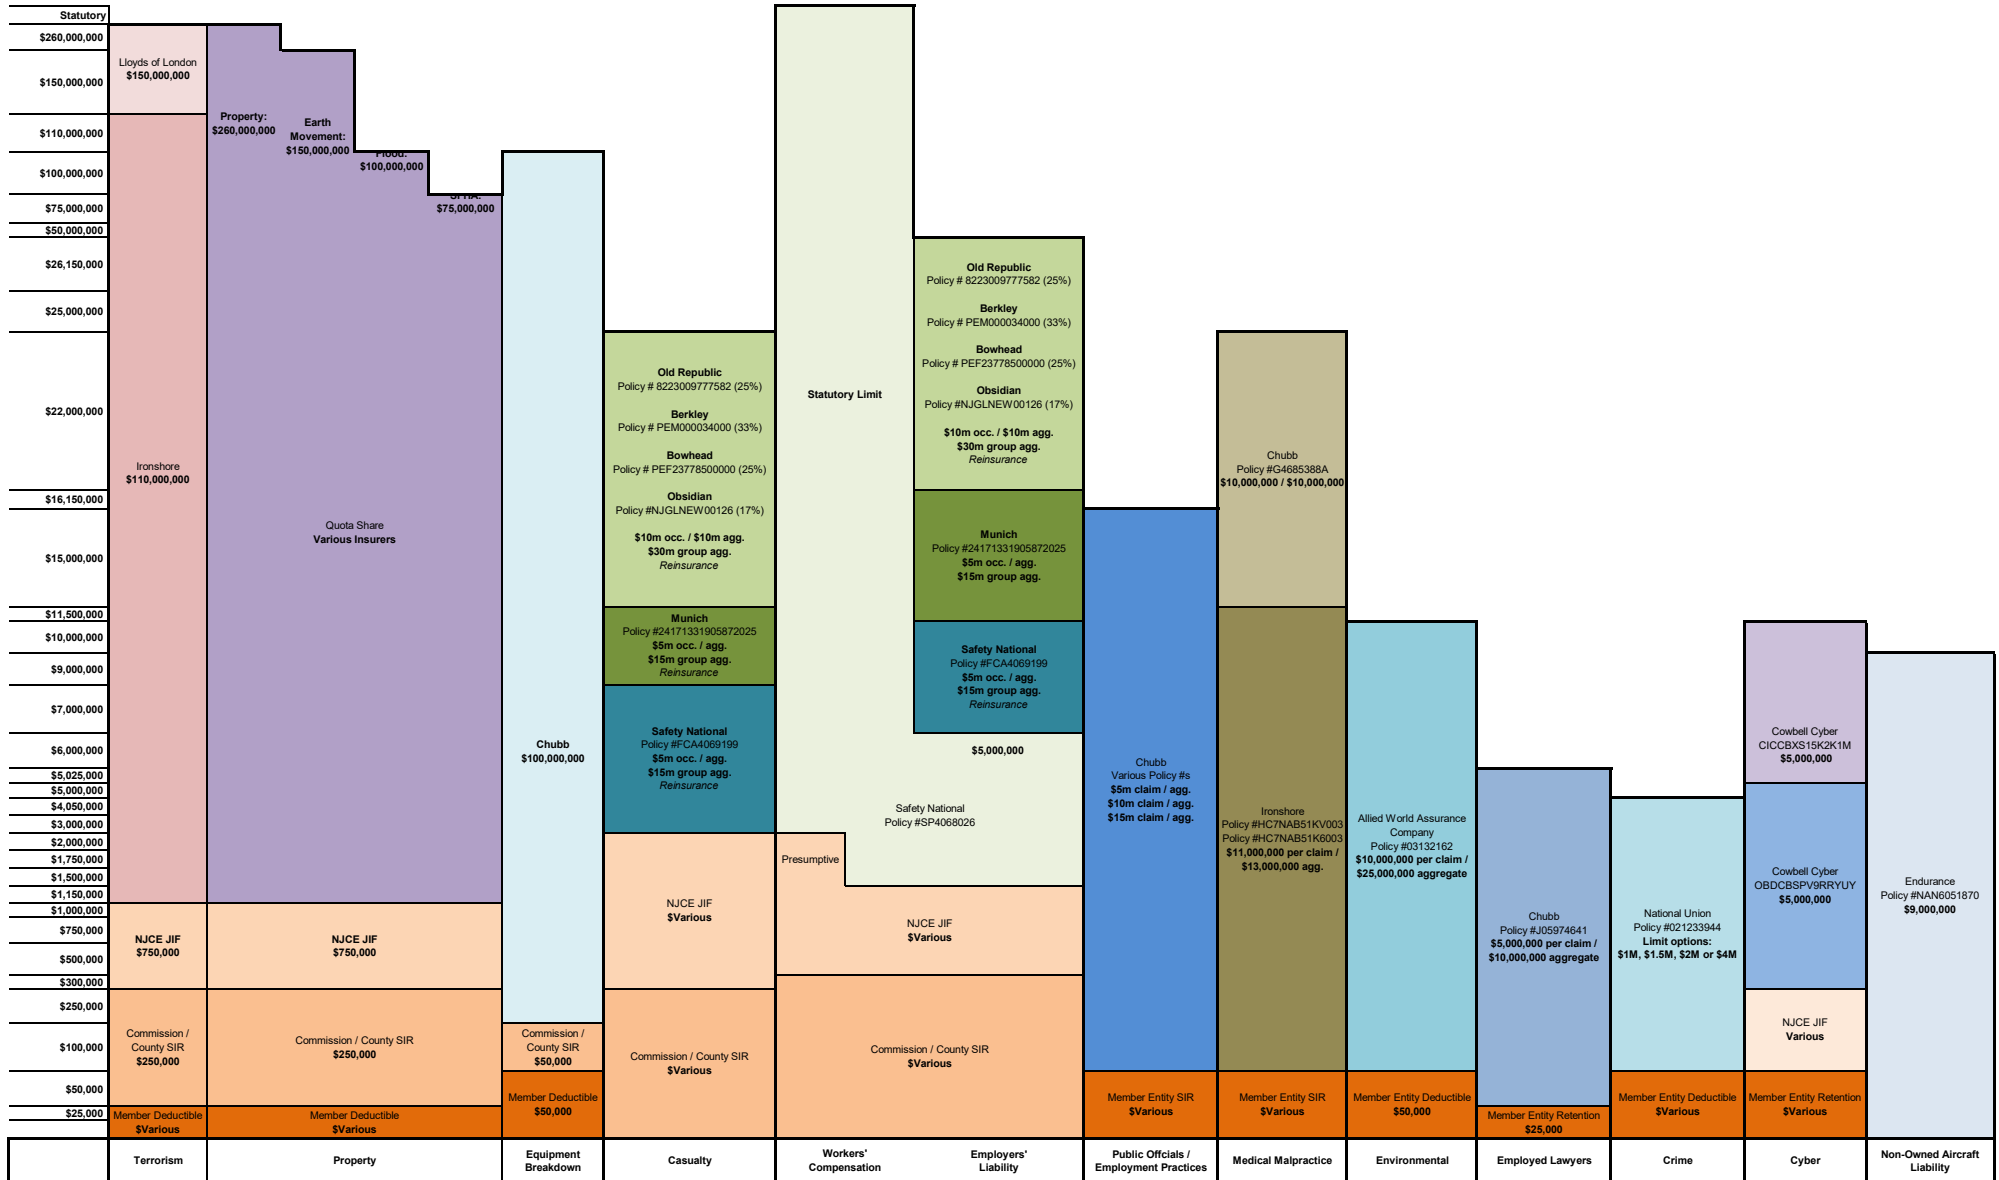 Statutory
$260,000,000
$150,000,000
$110,000,000
$100,000,000
$75,000,000
$50,000,000
$26,150,000
$25,000,000
$22,000,000
$16,150,000
$15,000,000
$11,500,000
$10,000,000
$9,000,000
$7,000,000
$6,000,000
$5,025,000
$5,000,000
$4,050,000
$3,000,000
$2,000,000
$1,750,000
$1,500,000
$1,150,000
$1,000,000
$750,000
$500,000
$300,000
$250,000
$100,000
$50,000
$25,000
Lloyds of London
$150,000,000
Ironshore
$110,000,000
NJCE JIF
$750,000
Commission /
County SIR
$250,000
Member Deductible
$Various
Terrorism
Property:
$260,000,000
Earth
Movement:
$150,000,000
Flood:
$100,000,000
$75,000,000
Quota Share
Various Insurers
NJCE JIF
$750,000
Commission / County SIR
$250,000
Member Deductible
$Various
Property
Chubb
$100,000,000
Commission /
County SIR
$50,000
Member Deductible
$50,000
Equipment
Breakdown
Old Republic
Policy # 8223009777582 (25%)
Berkley
Policy # PEM000034000 (33%)
Bowhead
Policy # PEF23778500000 (25%)
Obsidian
Policy #NJGLNEW00126 (17%)
$10m occ. / $10m agg.
$30m group agg.
Reinsurance
Munich
Policy #24171331905872025
$5m occ. / agg.
$15m group agg.
Reinsurance
Safety National
Policy #FCA4069199
$5m occ. / agg.
$15m group agg.
Reinsurance
NJCE JIF
$Various
Commission / County SIR
$Various
Casualty
Statutory Limit
Old Republic
Policy # 8223009777582 (25%)
Berkley
Policy # PEM000034000 (33%)
Bowhead
Policy # PEF23778500000 (25%)
Obsidian
Policy #NJGLNEW00126 (17%)
$10m occ. / $10m agg.
$30m group agg.
Reinsurance
Munich
Policy #24171331905872025
$5m occ. / agg.
$15m group agg.
Safety National
Policy #FCA4069199
$5m occ. / agg.
$15m group agg.
Reinsurance
$5,000,000
Safety National
Policy #SP4068026
Presumptive
NJCE JIF
$Various
Commission / County SIR
$Various
Workers'
Compensation
Employers'
Liability
Chubb
Various Policy #s
$5m claim / agg.
$10m claim / agg.
$15m claim / agg.
Member Entity SIR
$Various
Public Offcials /
Employment Practices
Chubb
Policy #G4685388A
$10,000,000 / $10,000,000
Ironshore
Policy #HC7NAB51KV003
Policy #HC7NAB51K6003
$11,000,000 per claim /
$13,000,000 agg.
Member Entity SIR
$Various
Medical Malpractice
Allied World Assurance
Company
Policy #03132162
$10,000,000 per claim /
$25,000,000 aggregate
Member Entity Deductible
$50,000
Environmental
Chubb
Policy #J05974641
$5,000,000 per claim /
$10,000,000 aggregate
Member Entity Retention
$25,000
Employed Lawyers
National Union
Policy #021233944
Limit options:
$1M, $1.5M, $2M or $4M
Member Entity Deductible
$Various
Crime
Cowbell Cyber
CICCBXS15K2K1M
$5,000,000
Cowbell Cyber
OBDCBSPV9RRYUY
$5,000,000
NJCE JIF
Various
Member Entity Retention
$Various
Cyber
Endurance
Policy #NAN6051870
$9,000,000
Non-Owned Aircraft
Liability